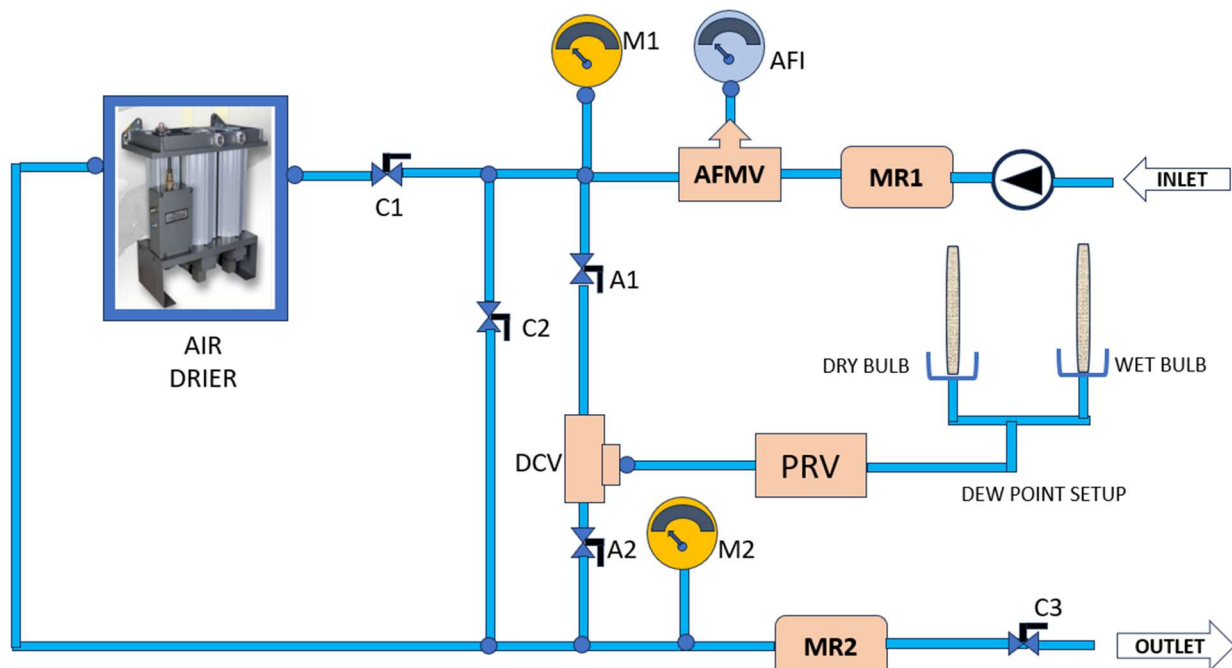 M1
AFI
AFMV
MR1
INLET
C1
A1
C2
AIR
DRIER
DRY BULB
WET BULB
DCV
PRV
DEW POINT SETUP
A2
M2
C3
MR2
OUTLET